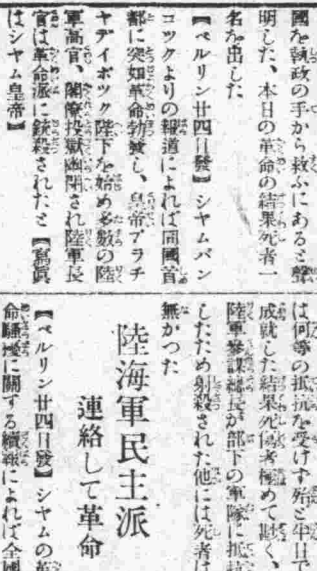 國を執政の手から救ふにあると聲
明した、本日の革命の結果死者一
名を出した
【ベルリン廿四日發】シヤムバン
コックよりの報道によれば同國首
都に突如革命勃發し、皇帝プラチ
ヤデイポック陛下を始め多數の陸
軍高官、閣僚投獄幽閉され陸軍長
官は革命派に銃殺されたと【寫眞
はシヤム皇帝】
は何等の抵抗を受けず殆と半日で
成就した結果死傷者極めて尠く、
陸軍參謀總長が部下の軍隊に抵抗
したため射殺された他には死者は
無かつた
陸海軍民主派
連絡して革命
【ベルリン廿四日發】シヤムの革
命騷擾に關する續報によれば全國